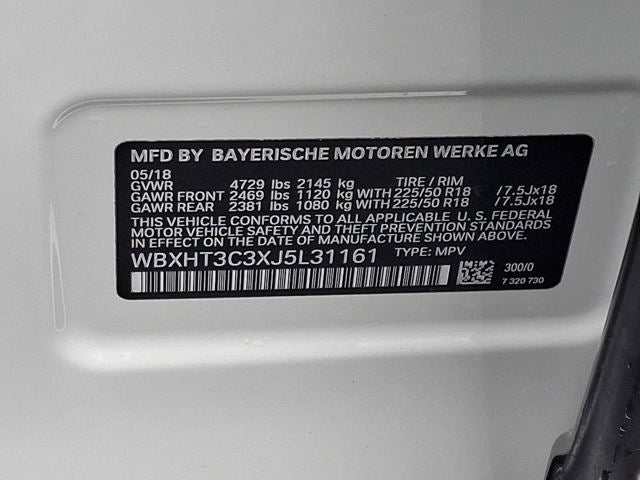 MFD BY BAYERISCHE MOTOREN WERKE AG
05/18
GVWR 4729 lbs 2145 kg TIRE / RIM
GAWR FRONT 2469 lbs 1120 kg WITH 225/50 R18 /7.5Jx18
GAWR REAR 2381 lbs 1080 kg WITH 225/50 R18 /7.5Jx18
THIS VEHICLE CONFORMS TO ALL APPLICABLE U. S. FEDERAL
MOTOR VEHICLE SAFETY AND THEFT PREVENTION STANDARDS
IN EFFECT ON THE DATE OF MANUFACTURE SHOWN ABOVE.
WBXHT3C3XJ5L31161 TYPE: MPV
300/0
7 320 730